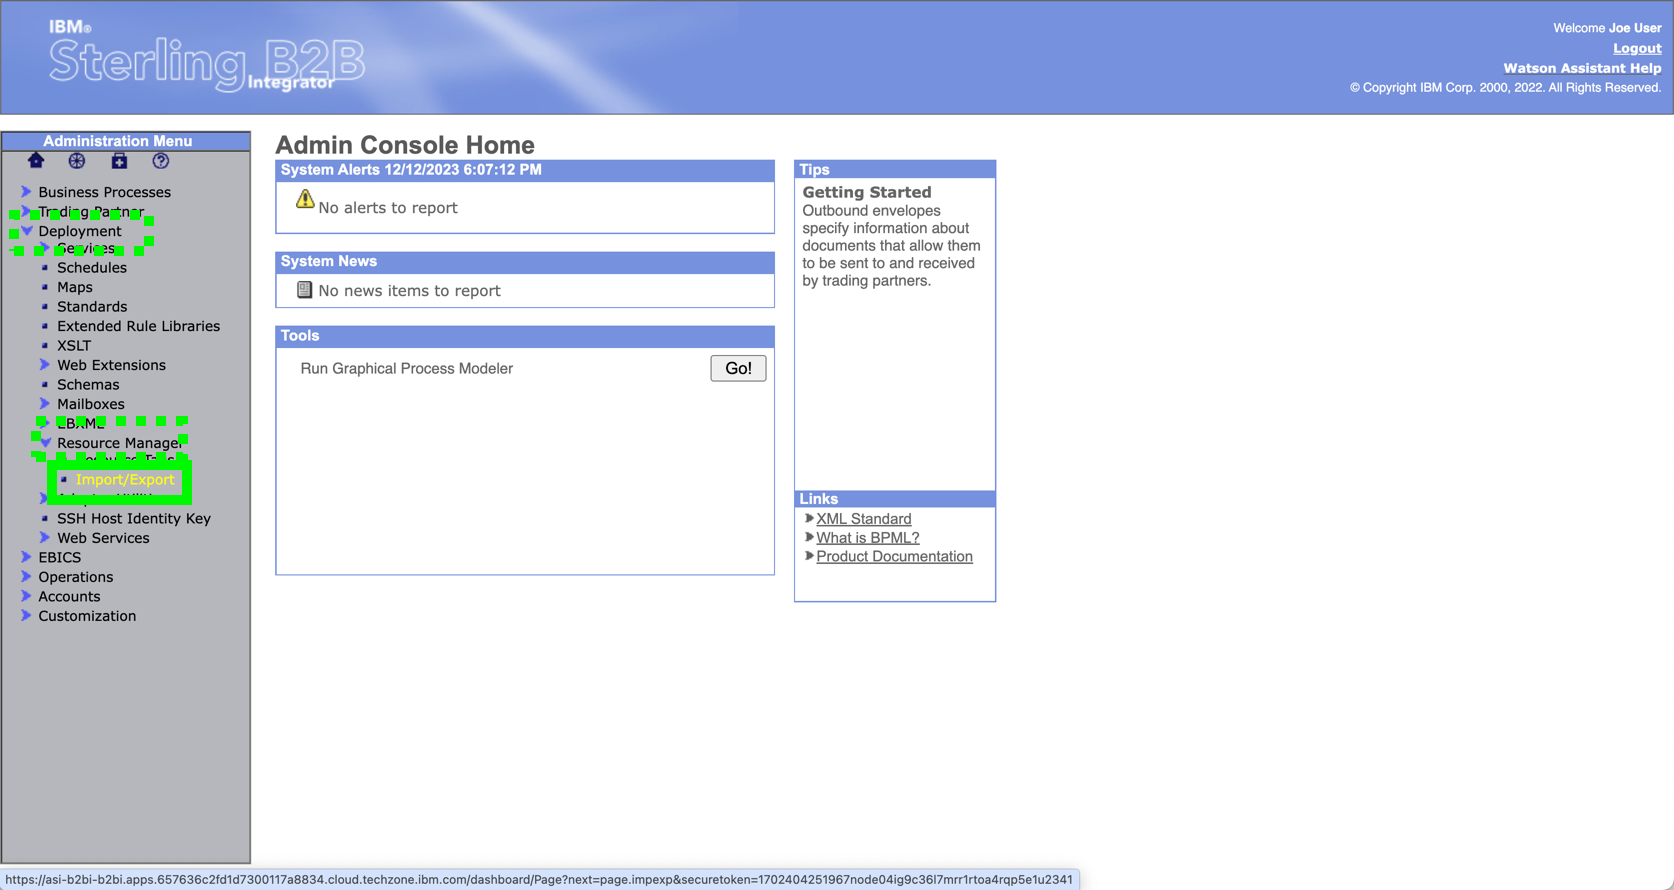 IBM®
Sterling B2B
Integrator
Welcome Joe User
Logout
Watson Assistant Help
© Copyright IBM Corp. 2000, 2022. All Rights Reserved.
Administration Menu
Business Processes
Trading Partner
Deployment
Services
Schedules
Maps
Standards
Extended Rule Libraries
XSLT
Web Extensions
Schemas
Mailboxes
EBXML
Resource Manager
Import/Export
SSH Host Identity Key
Web Services
EBICS
Operations
Accounts
Customization
Admin Console Home
System Alerts 12/12/2023 6:07:12 PM
No alerts to report
System News
No news items to report
Tools
Run Graphical Process Modeler
Go!
Tips
Getting Started
Outbound envelopes
specify information about
documents that allow them
to be sent to and received
by trading partners.
Links
XML Standard
What is BPML?
Product Documentation
https://asi-b2bi-b2bi.apps.657636c2fd1d7300117a8834.cloud.techzone.ibm.com/dashboard/Page?next=page.impexp&securetoken=1702404251967node04ig9c36l7mrr1rtoa4rqp5e1u2341